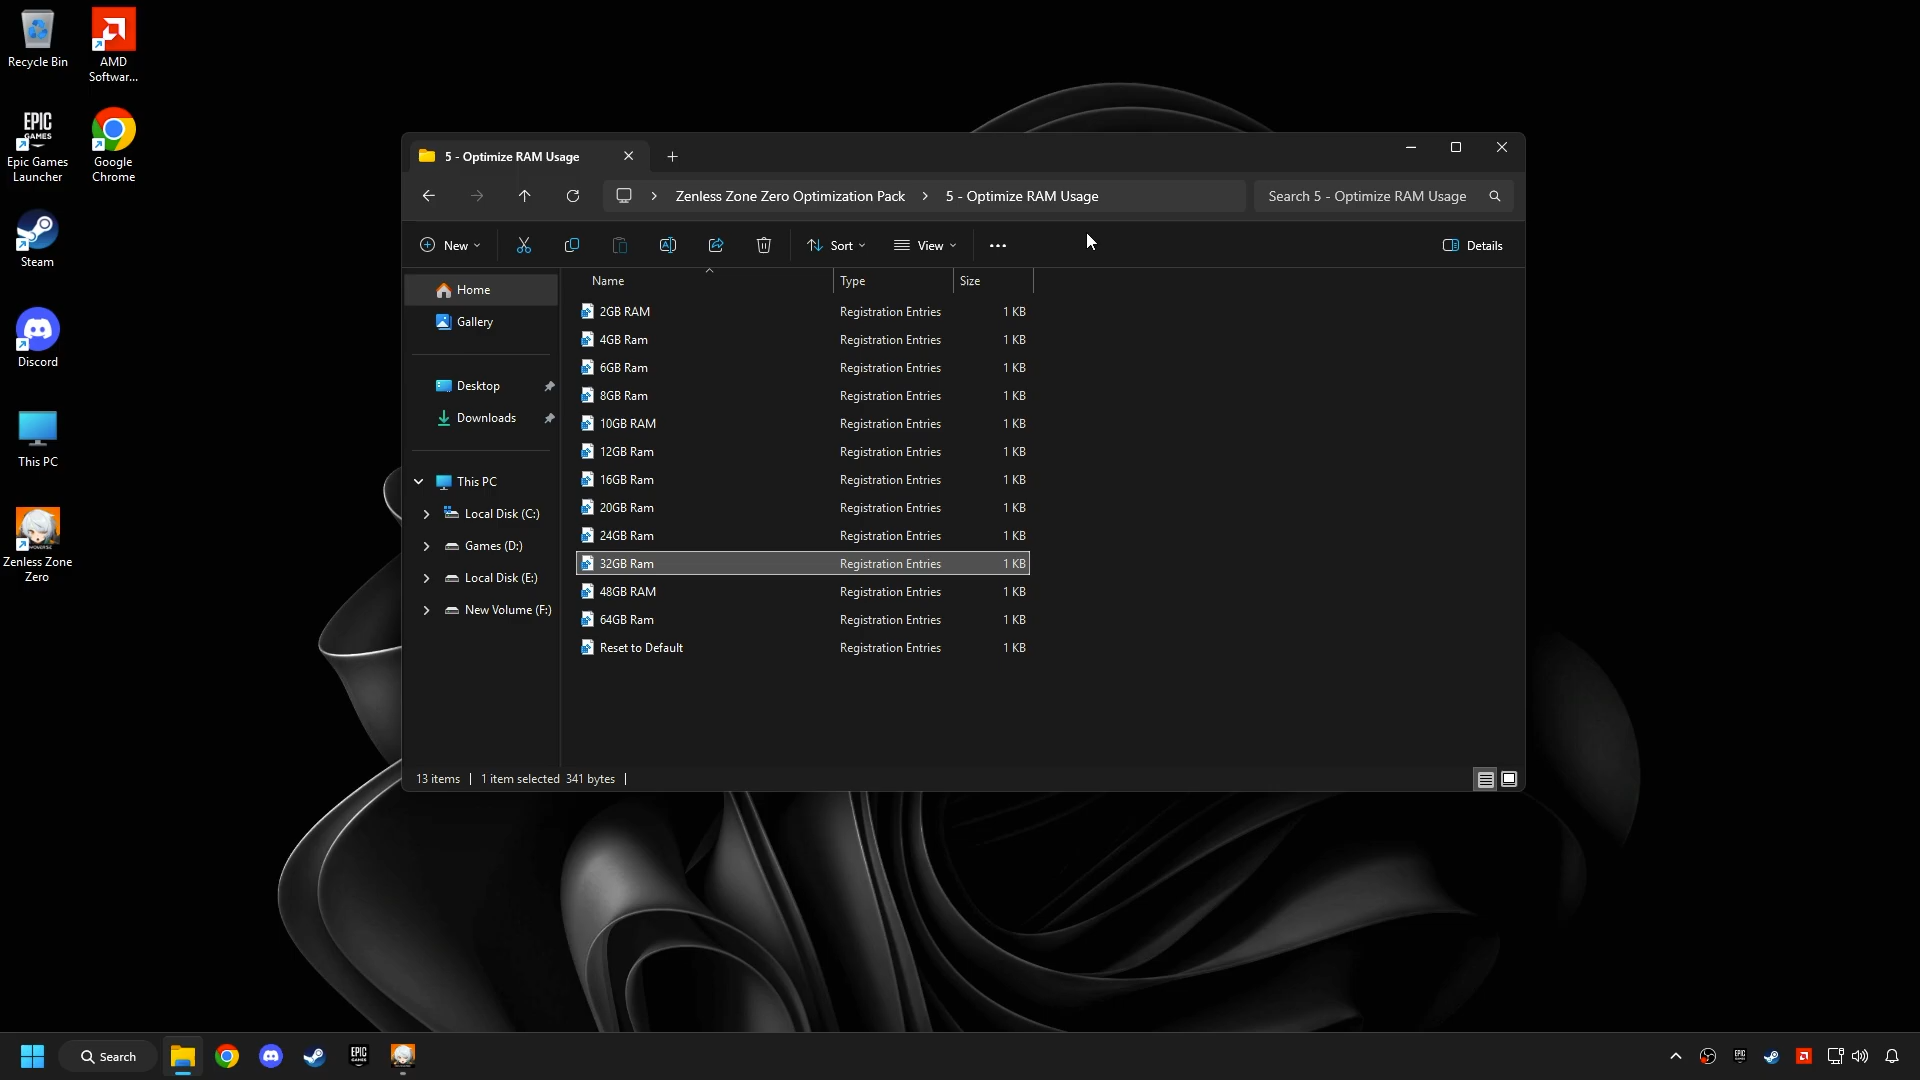 Recycle Bin
AMD
Softwar...
EPIC
GAMES
Epic Games
Launcher
Google
Chrome
Steam
Discord
This PC
Zenless Zone
Zero
5 - Optimize RAM Usage
Zenless Zone Zero Optimization Pack
5 - Optimize RAM Usage
Search 5 - Optimize RAM Usage
New
Sort
View
Details
Home
Gallery
Desktop
Downloads
This PC
Local Disk (C:)
Games (D:)
Local Disk (E:)
New Volume (F:)
Name Type Size
2GB RAM Registration Entries 1 KB
4GB Ram Registration Entries 1 KB
6GB Ram Registration Entries 1 KB
8GB Ram Registration Entries 1 KB
10GB RAM Registration Entries 1 KB
12GB Ram Registration Entries 1 KB
16GB Ram Registration Entries 1 KB
20GB Ram Registration Entries 1 KB
24GB Ram Registration Entries 1 KB
32GB Ram Registration Entries 1 KB
48GB RAM Registration Entries 1 KB
64GB Ram Registration Entries 1 KB
Reset to Default Registration Entries 1 KB
13 items 1 item selected 341 bytes
Search
EPIC
GAMES